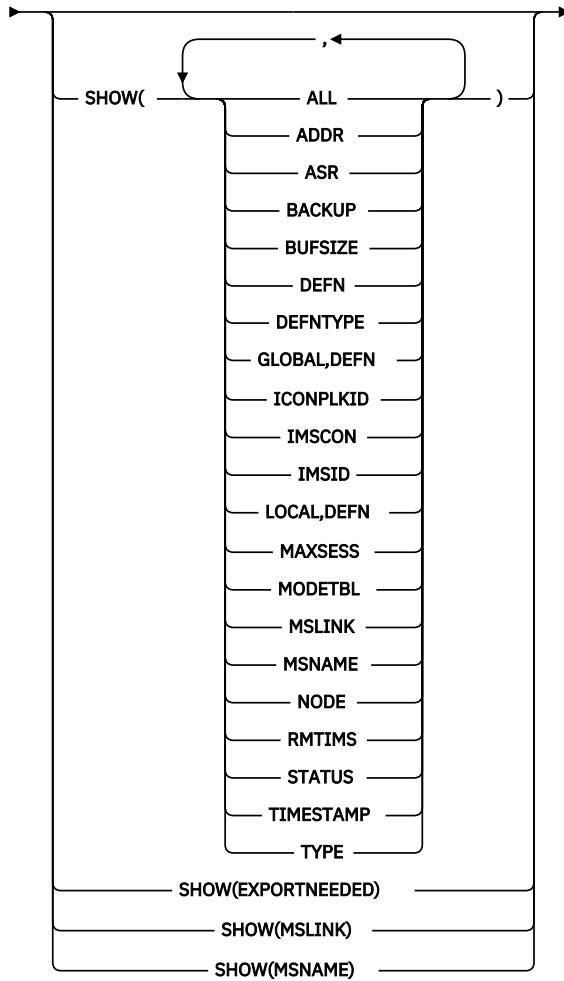 ,
SHOW( ALL )
ADDR
ASR
BACKUP
BUFSIZE
DEFN
DEFNTYPE
GLOBAL,DEFN
ICONPLKID
IMSCON
IMSID
LOCAL,DEFN
MAXSESS
MODETBL
MSLINK
MSNAME
NODE
RMTIMS
STATUS
TIMESTAMP
TYPE
SHOW(EXPORTNEEDED)
SHOW(MSLINK)
SHOW(MSNAME)